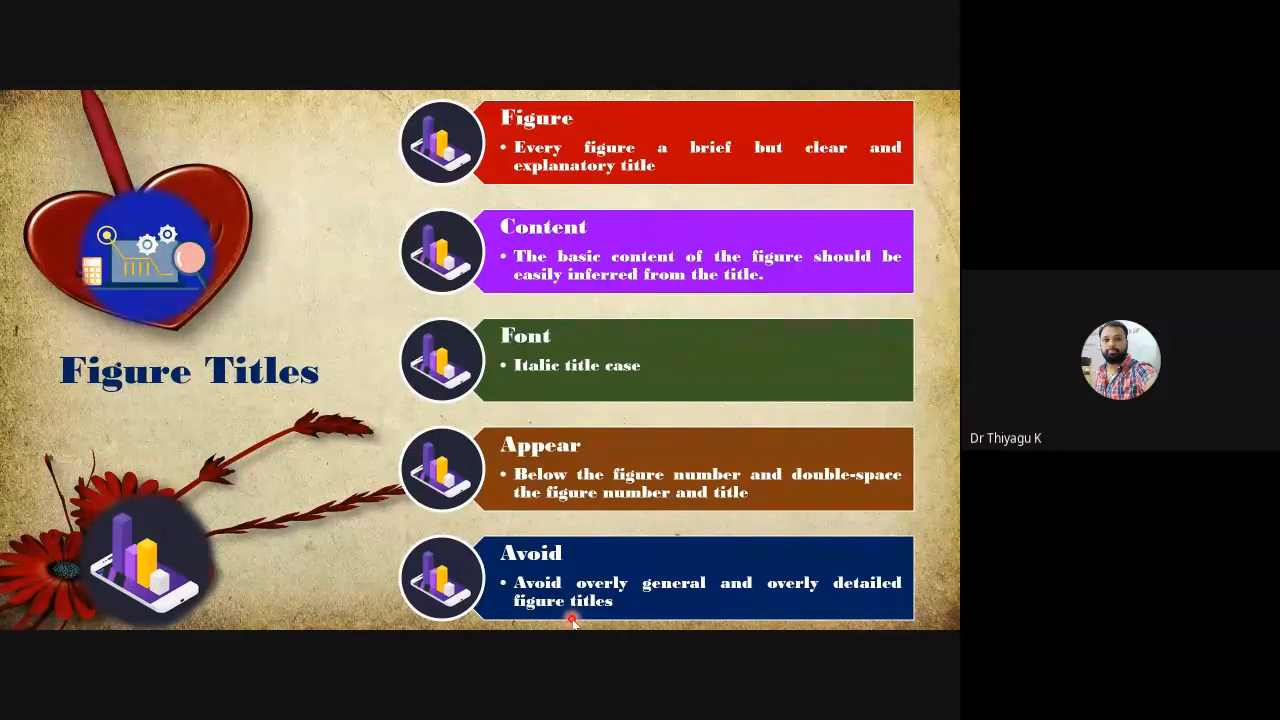 Figure Titles
Figure
• Every figure a brief but clear and
explanatory title
Content
• The basic content of the figure should be
easily inferred from the title.
Font
• Italic title case
Appear
• Below the figure number and double-space
the figure number and title
Avoid
• Avoid overly general and overly detailed
figure titles
Dr Thiyagu K